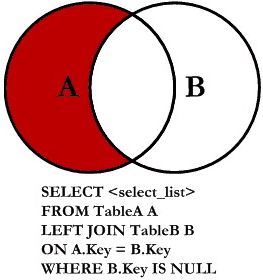 A B
SELECT <select_list>
FROM TableA A
LEFT JOIN TableB B
ON A.Key = B.Key
WHERE B.Key IS NULL